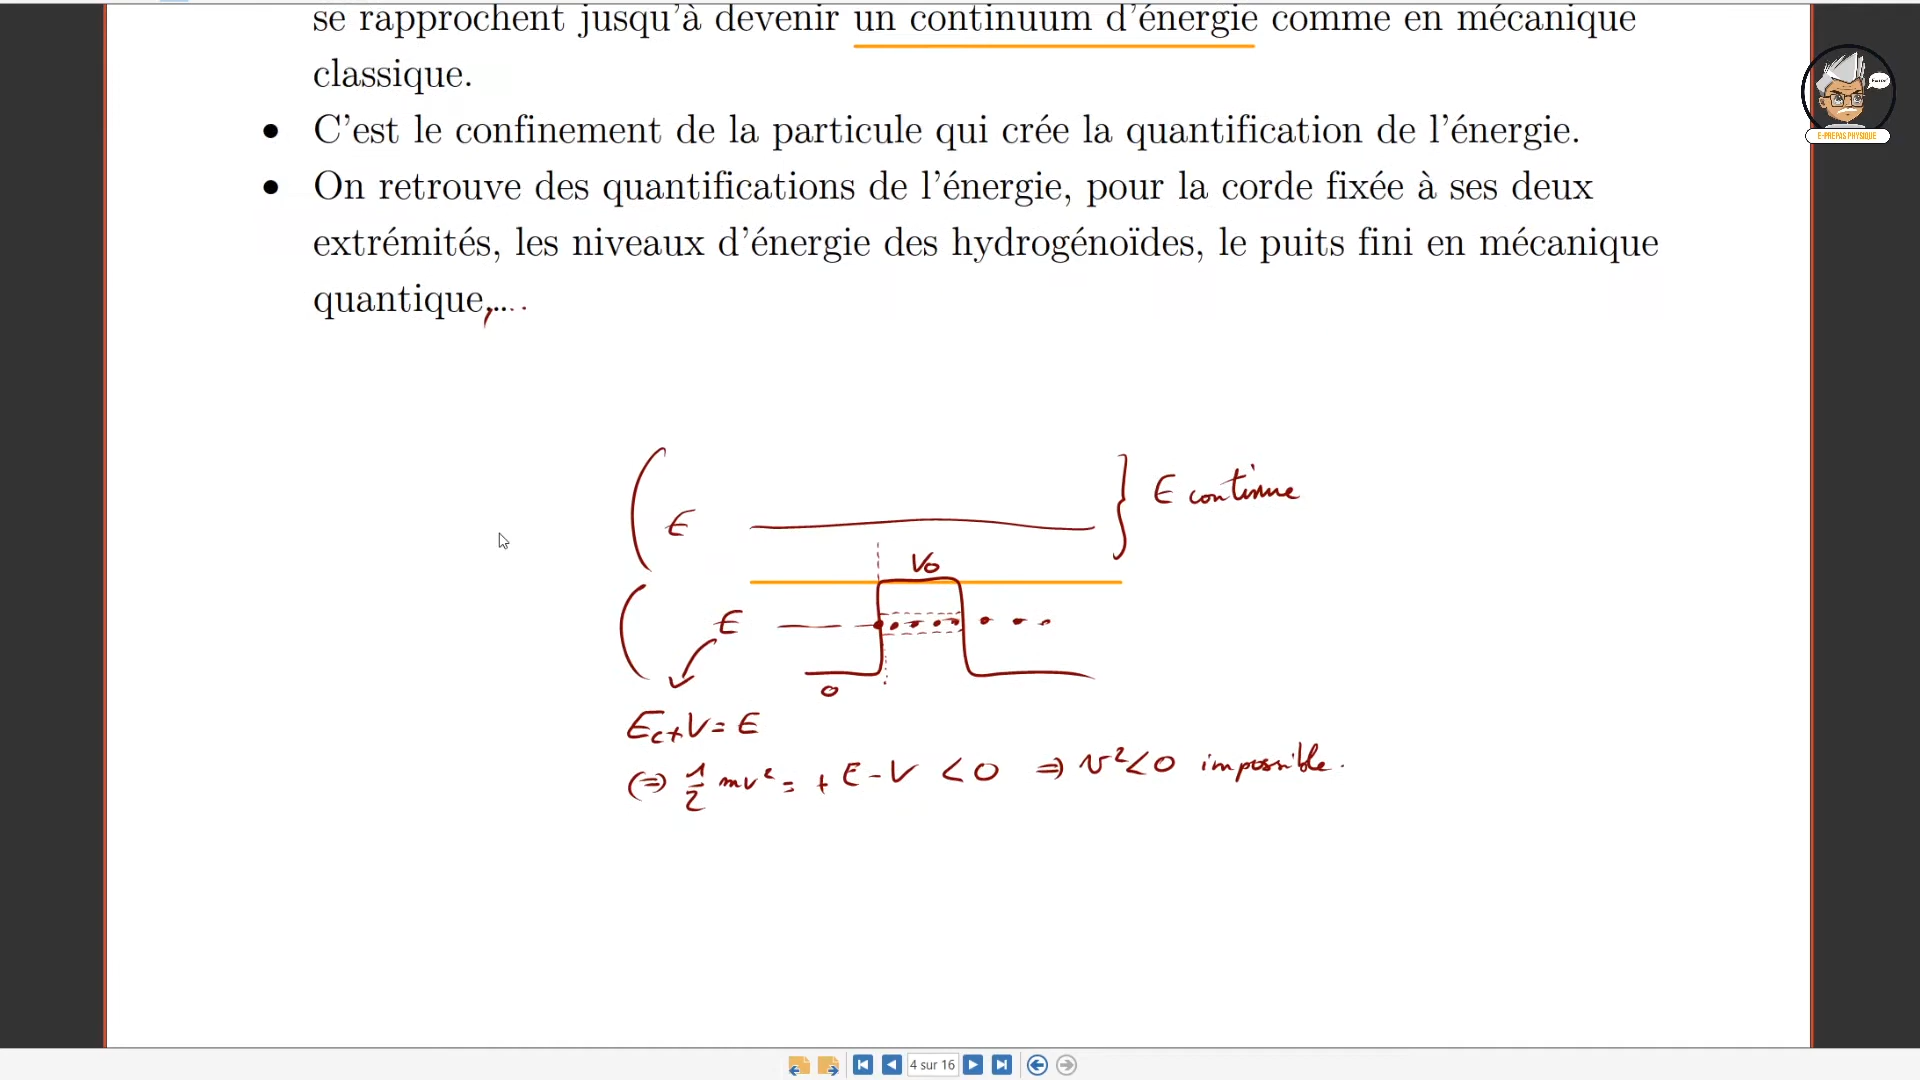 se rapprochent jusqu'à devenir un continuum d'énergie comme en mécanique
classique.
• C'est le confinement de la particule qui crée la quantification de l'énergie.
• On retrouve des quantifications de l'énergie, pour la corde fixée à ses deux
extrémités, les niveaux d'énergie des hydrogénoïdes, le puits fini en mécanique
quantique,....
E continue
E
V0
E
0
Ec+V=E
(⇒ 1/2 mv² = + E-V <0 ⇒ v²<0 impossible.
E-PREPAS PHYSIQUE
4 sur 16